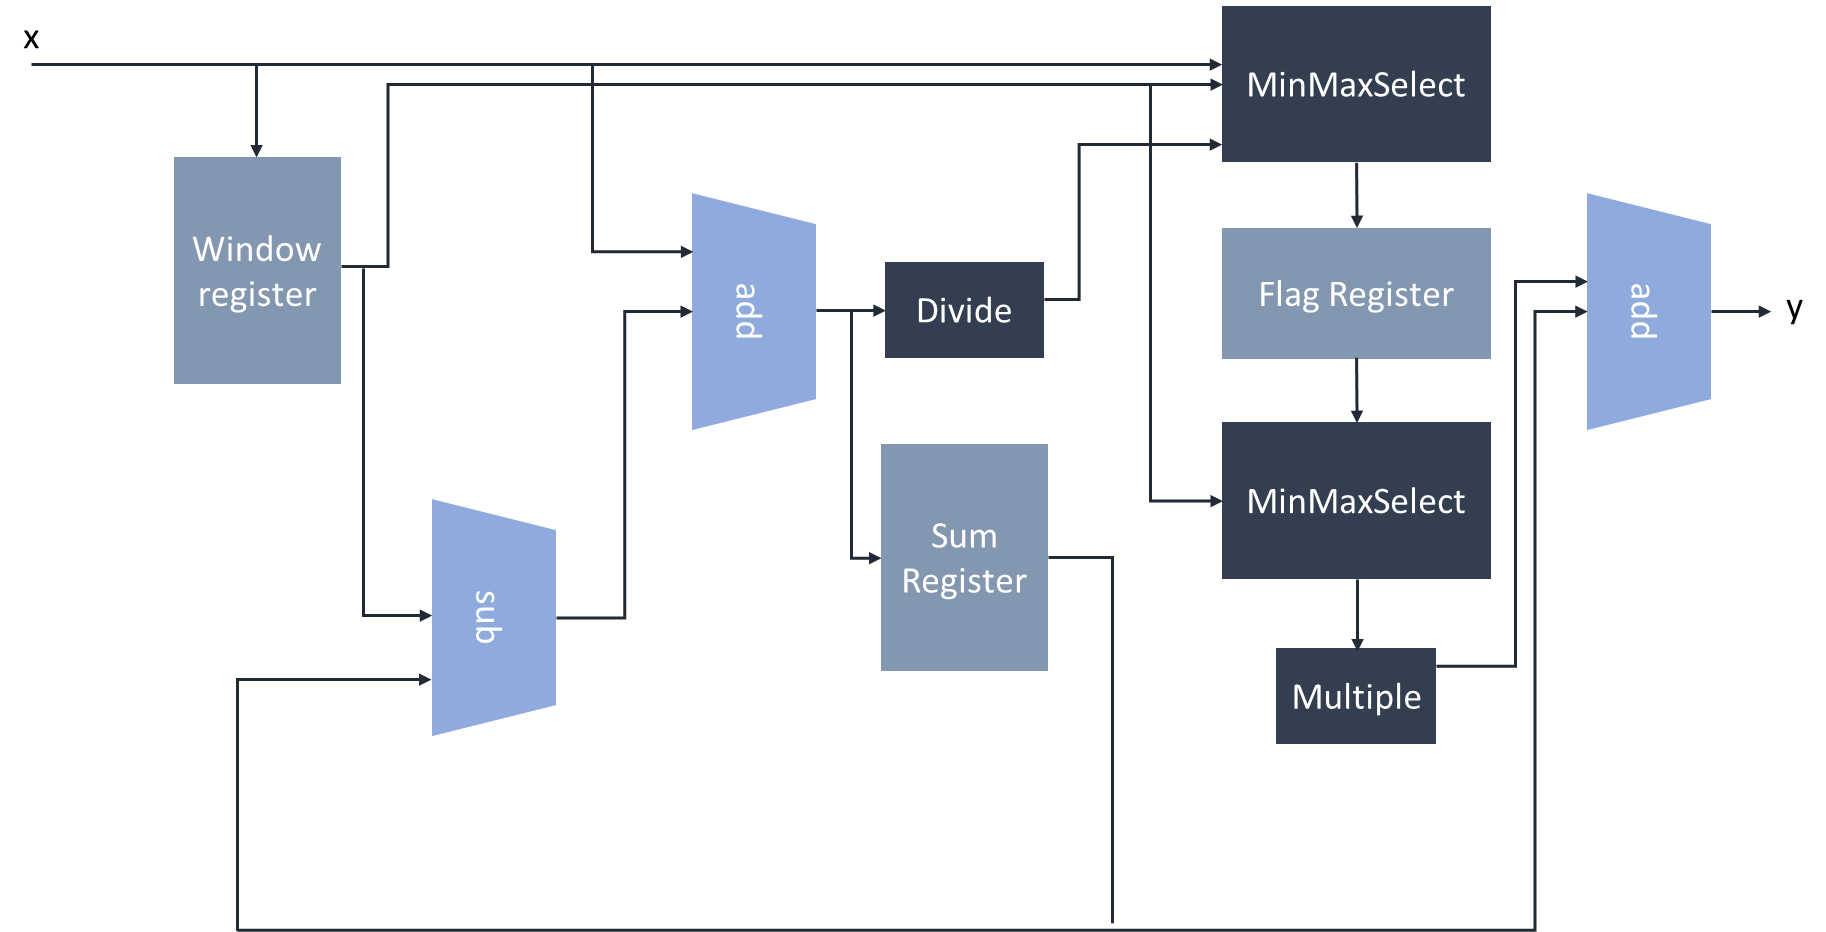 x
MinMaxSelect
Window
register
add
Divide
Flag Register
add
y
MinMaxSelect
Sum
Register
sub
Multiple